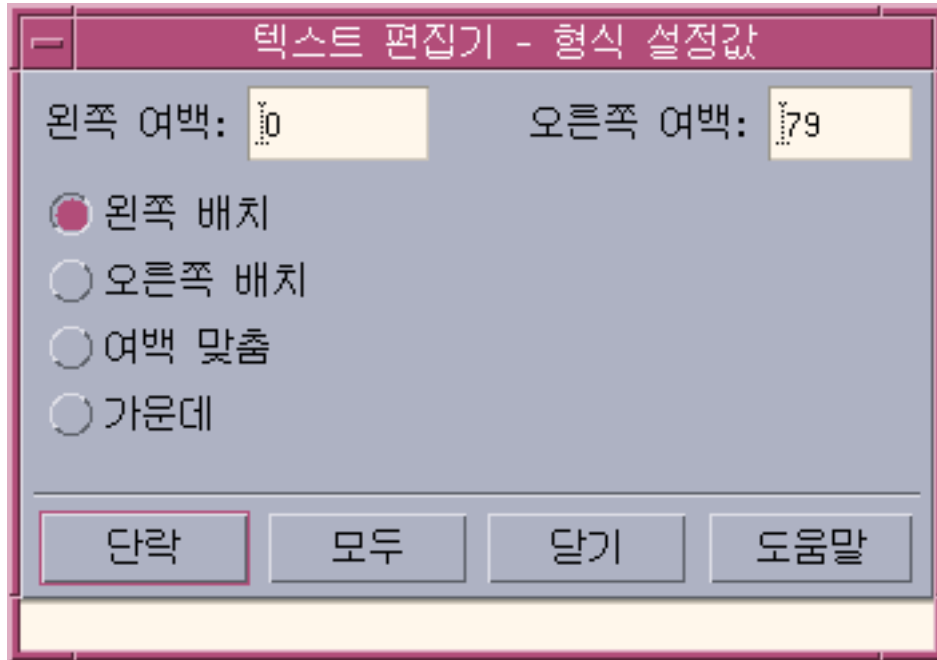 텍스트 편집기 - 형식 설정값
왼쪽 여백: 0 오른쪽 여백: 79
왼쪽 배치
오른쪽 배치
여백 맞춤
가운데
단락 모두 닫기 도움말